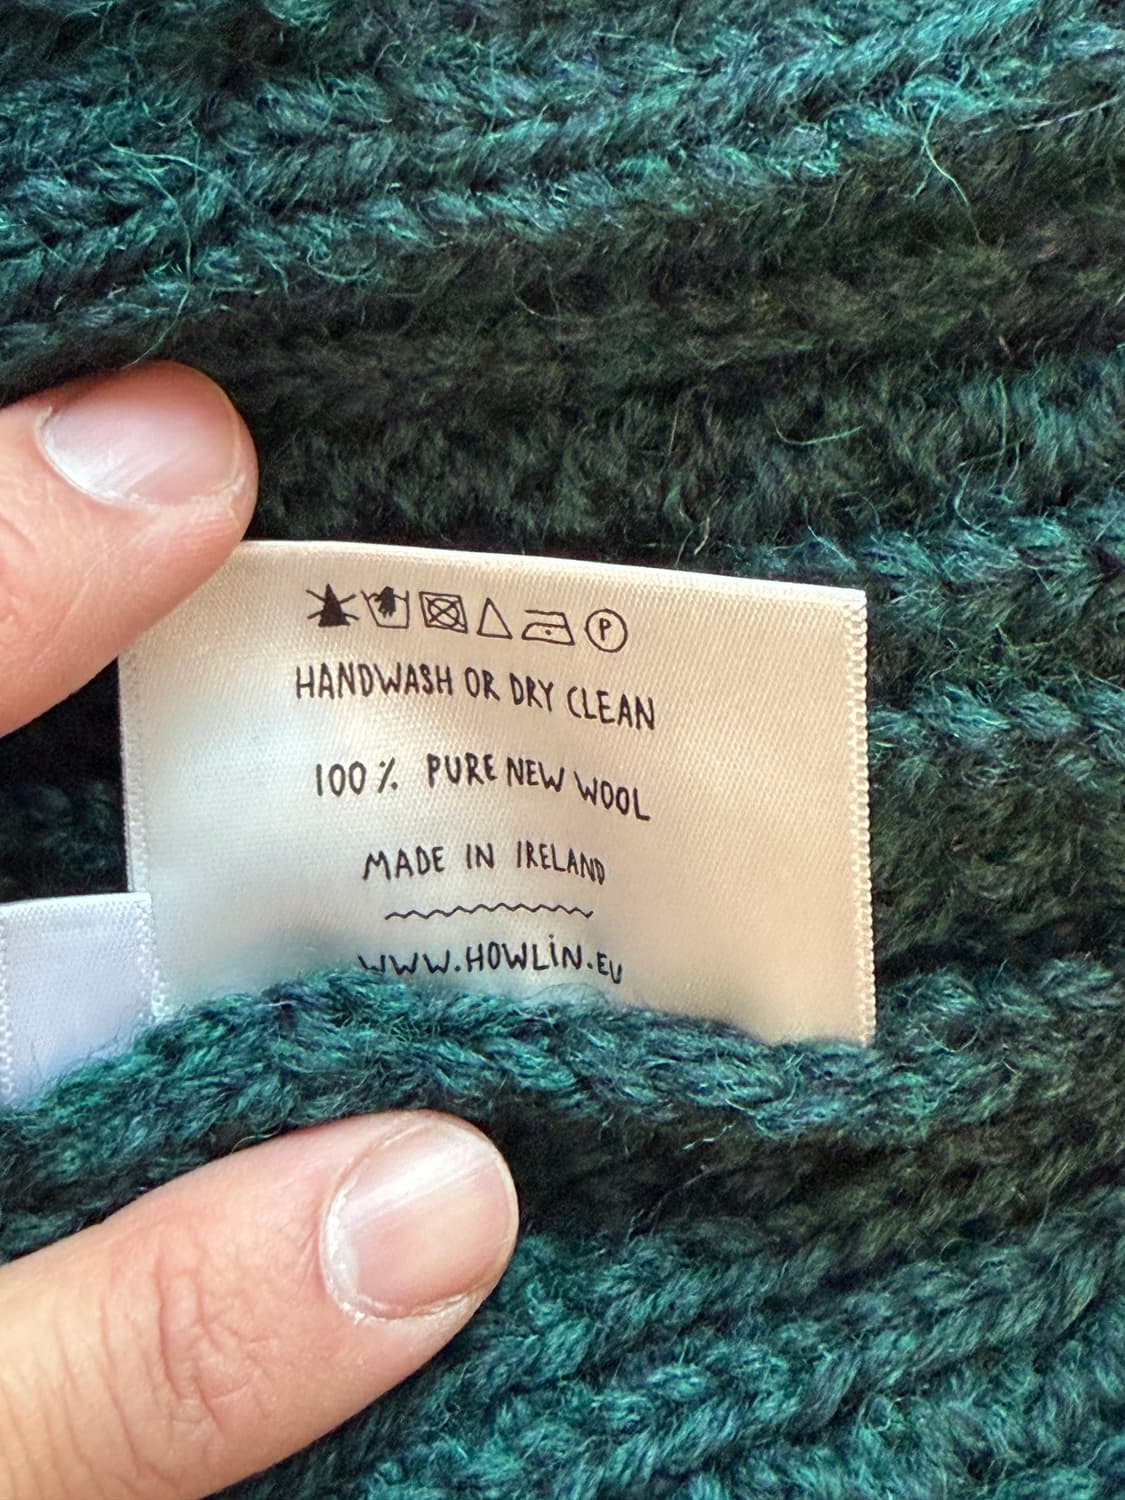 P
HANDWASH OR DRY CLEAN
100% PURE NEW WOOL
MADE IN IRELAND
WWW.HOWLIN.EU